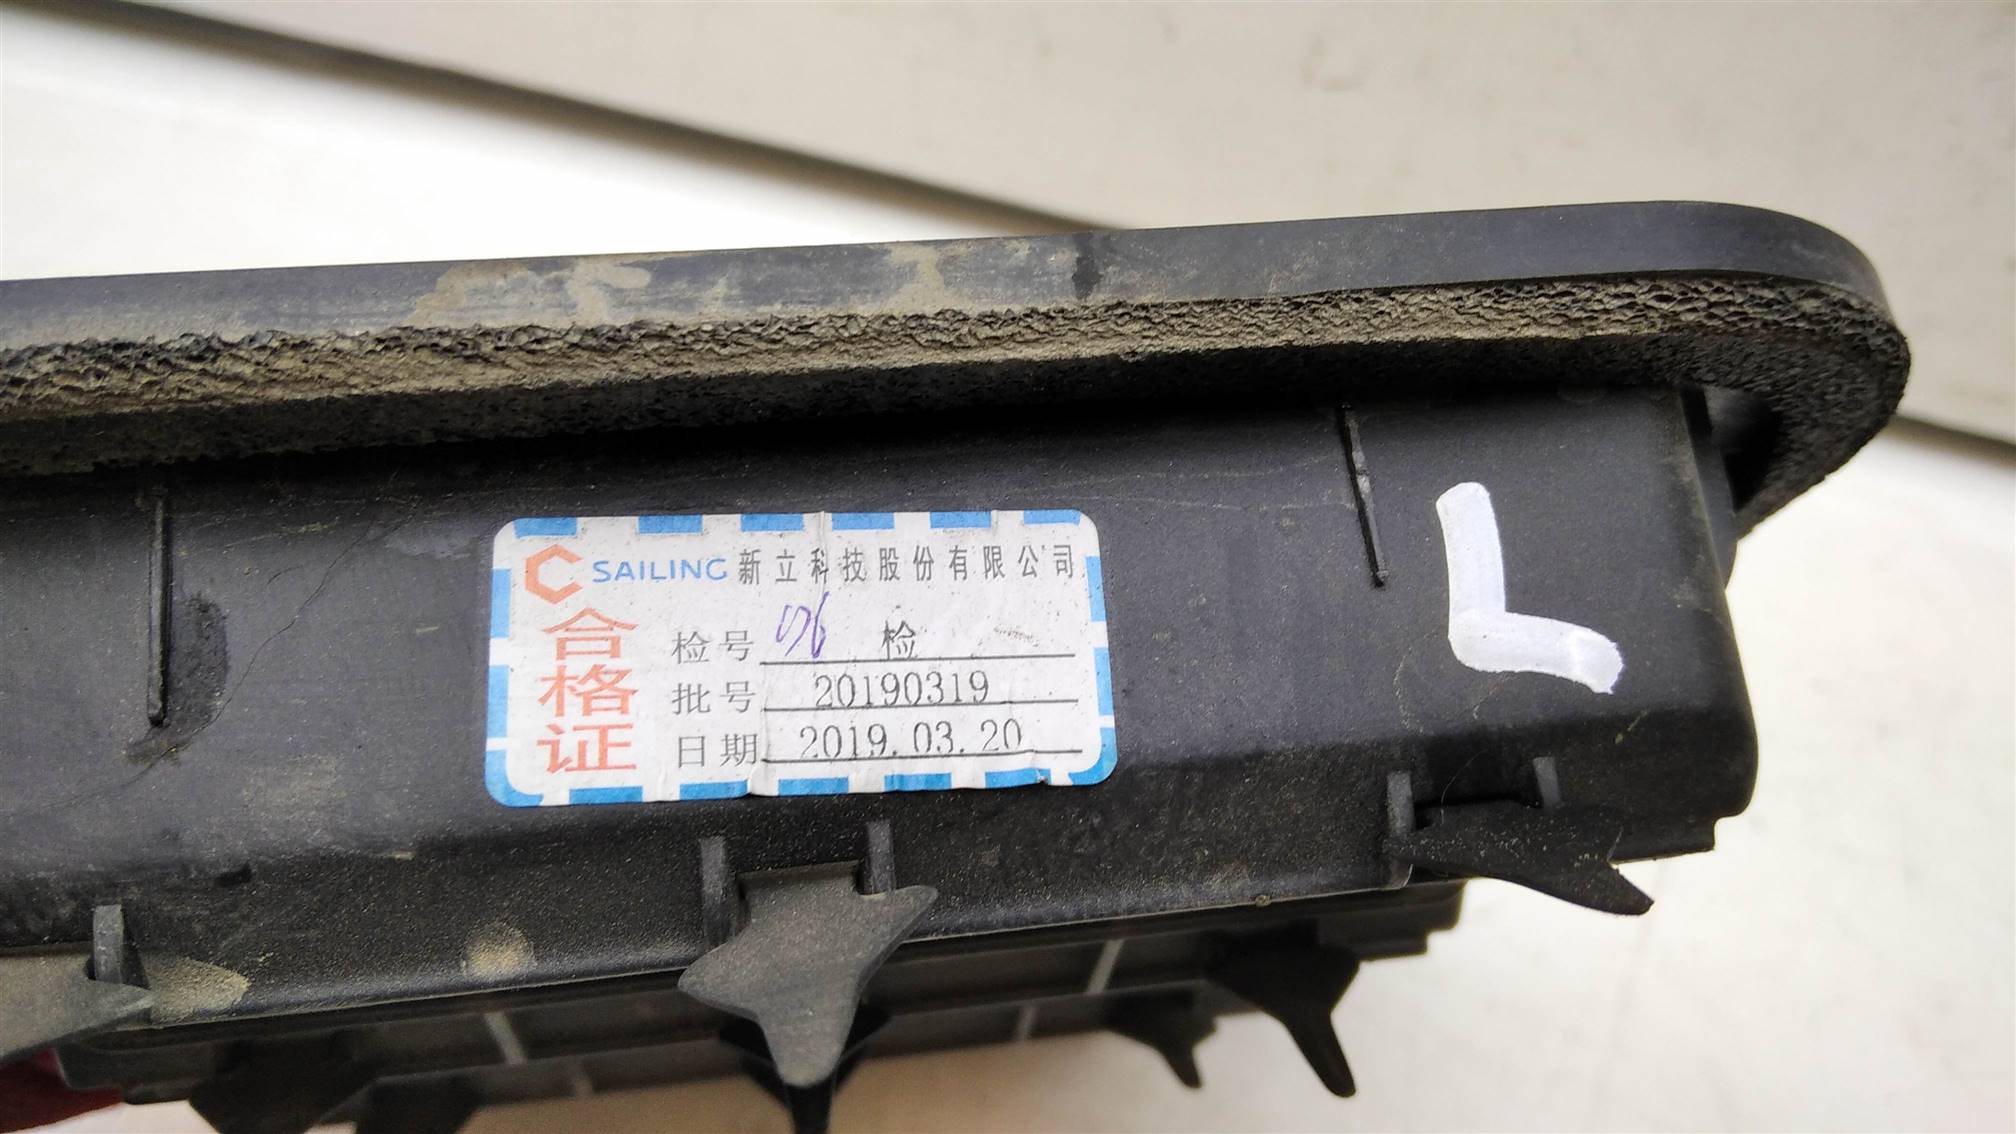 SAILING 新立科技股份有限公司
合格证
检号 检
批号 20190319
日期 2019.03.20
L